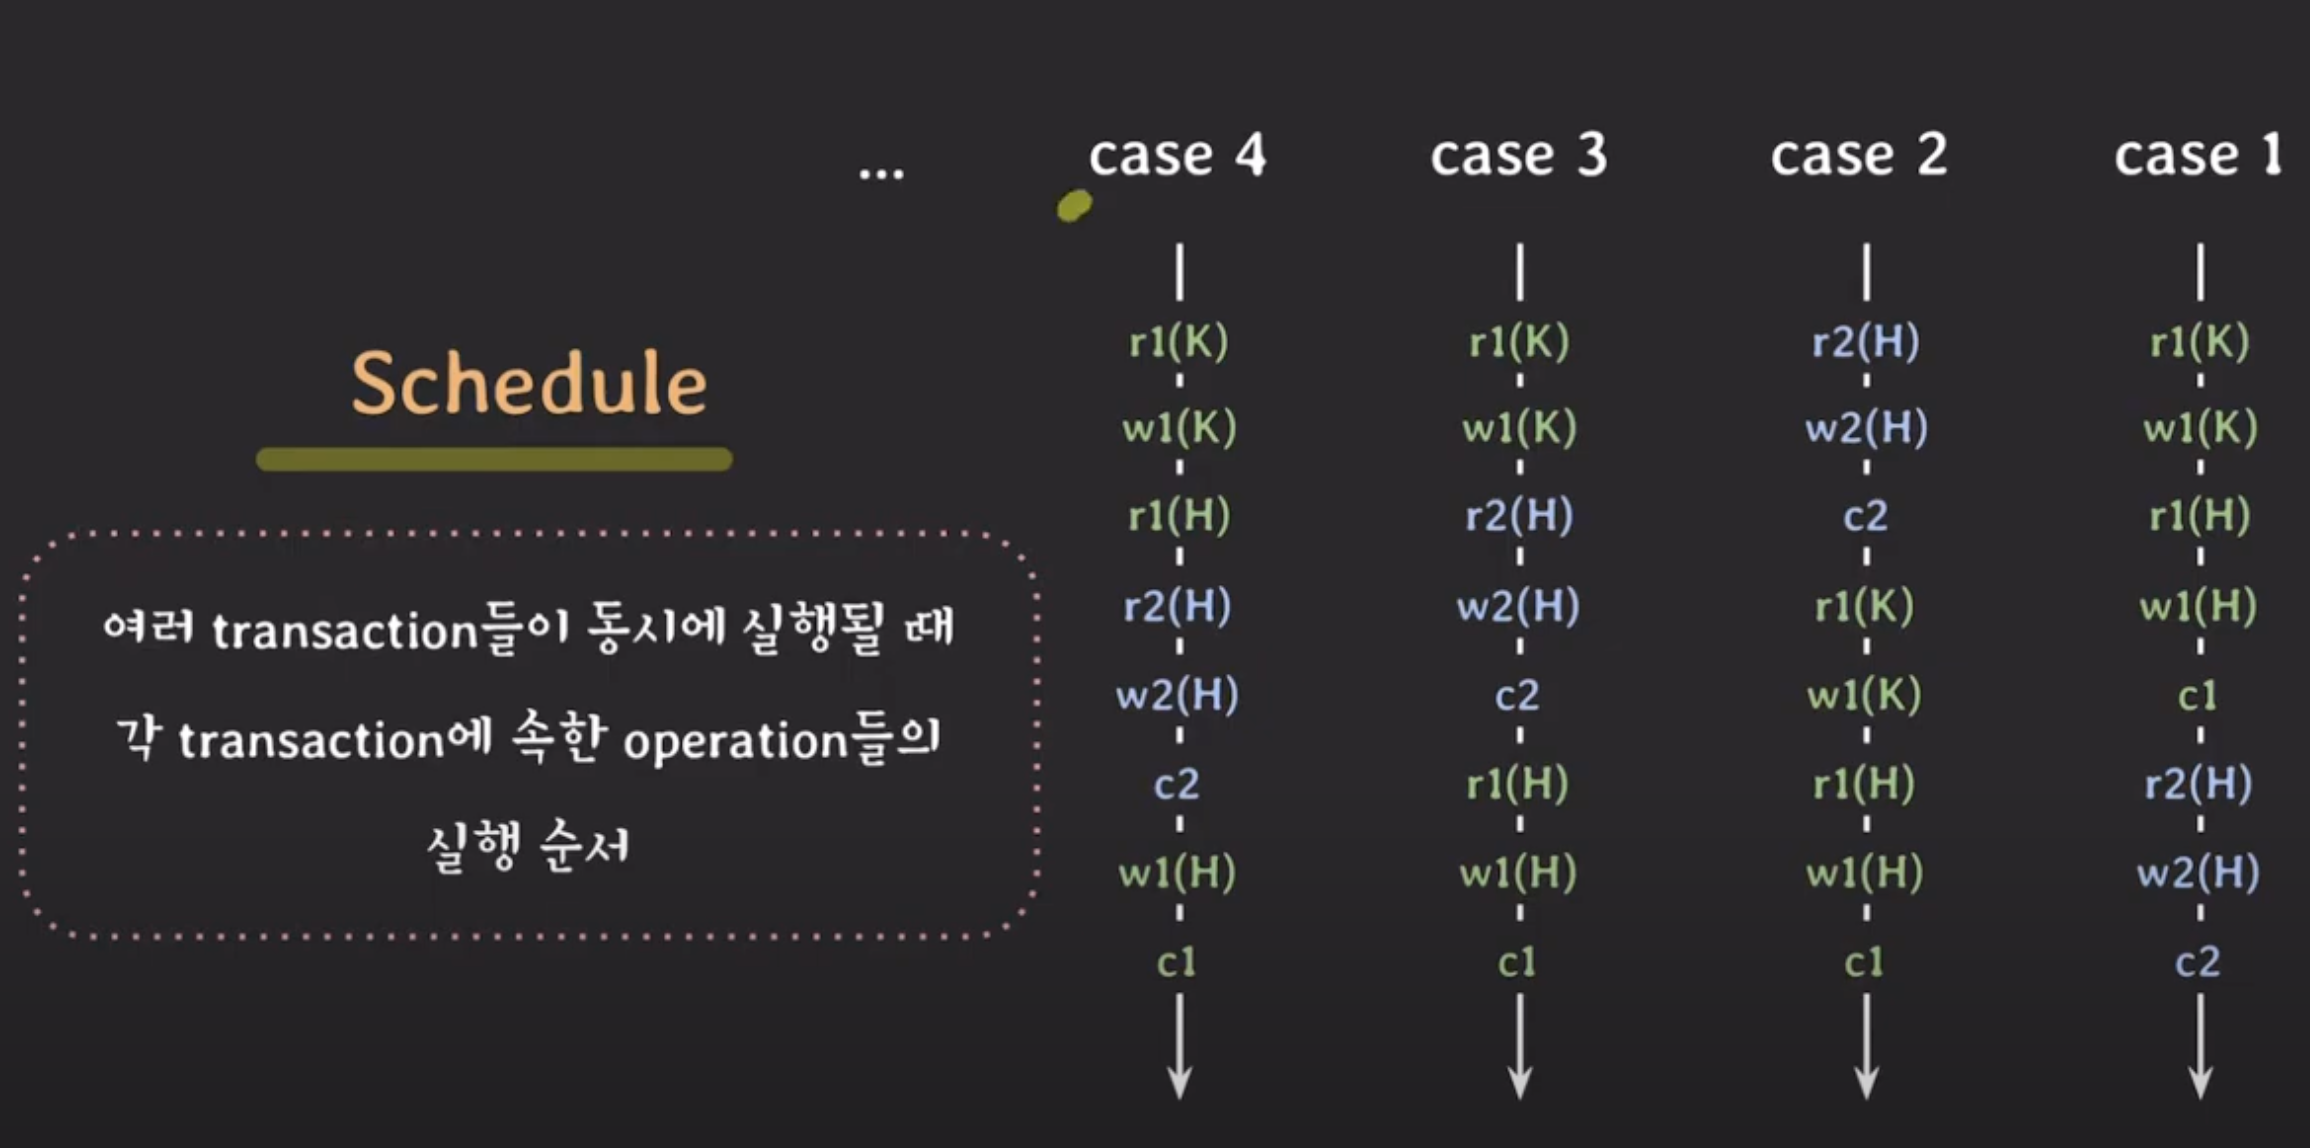 ... case 4 case 3 case 2 case 1
Schedule
여러 transaction들이 동시에 실행될 때
각 transaction에 속한 operation들의
실행 순서
r1(K) r1(K) r2(H) r1(K)
w1(K) w1(K) w2(H) w1(K)
r1(H) r2(H) c2 r1(H)
r2(H) w2(H) r1(K) w1(H)
w2(H) c2 w1(K) c1
c2 r1(H) r1(H) r2(H)
w1(H) w1(H) w1(H) w2(H)
c1 c1 c1 c2